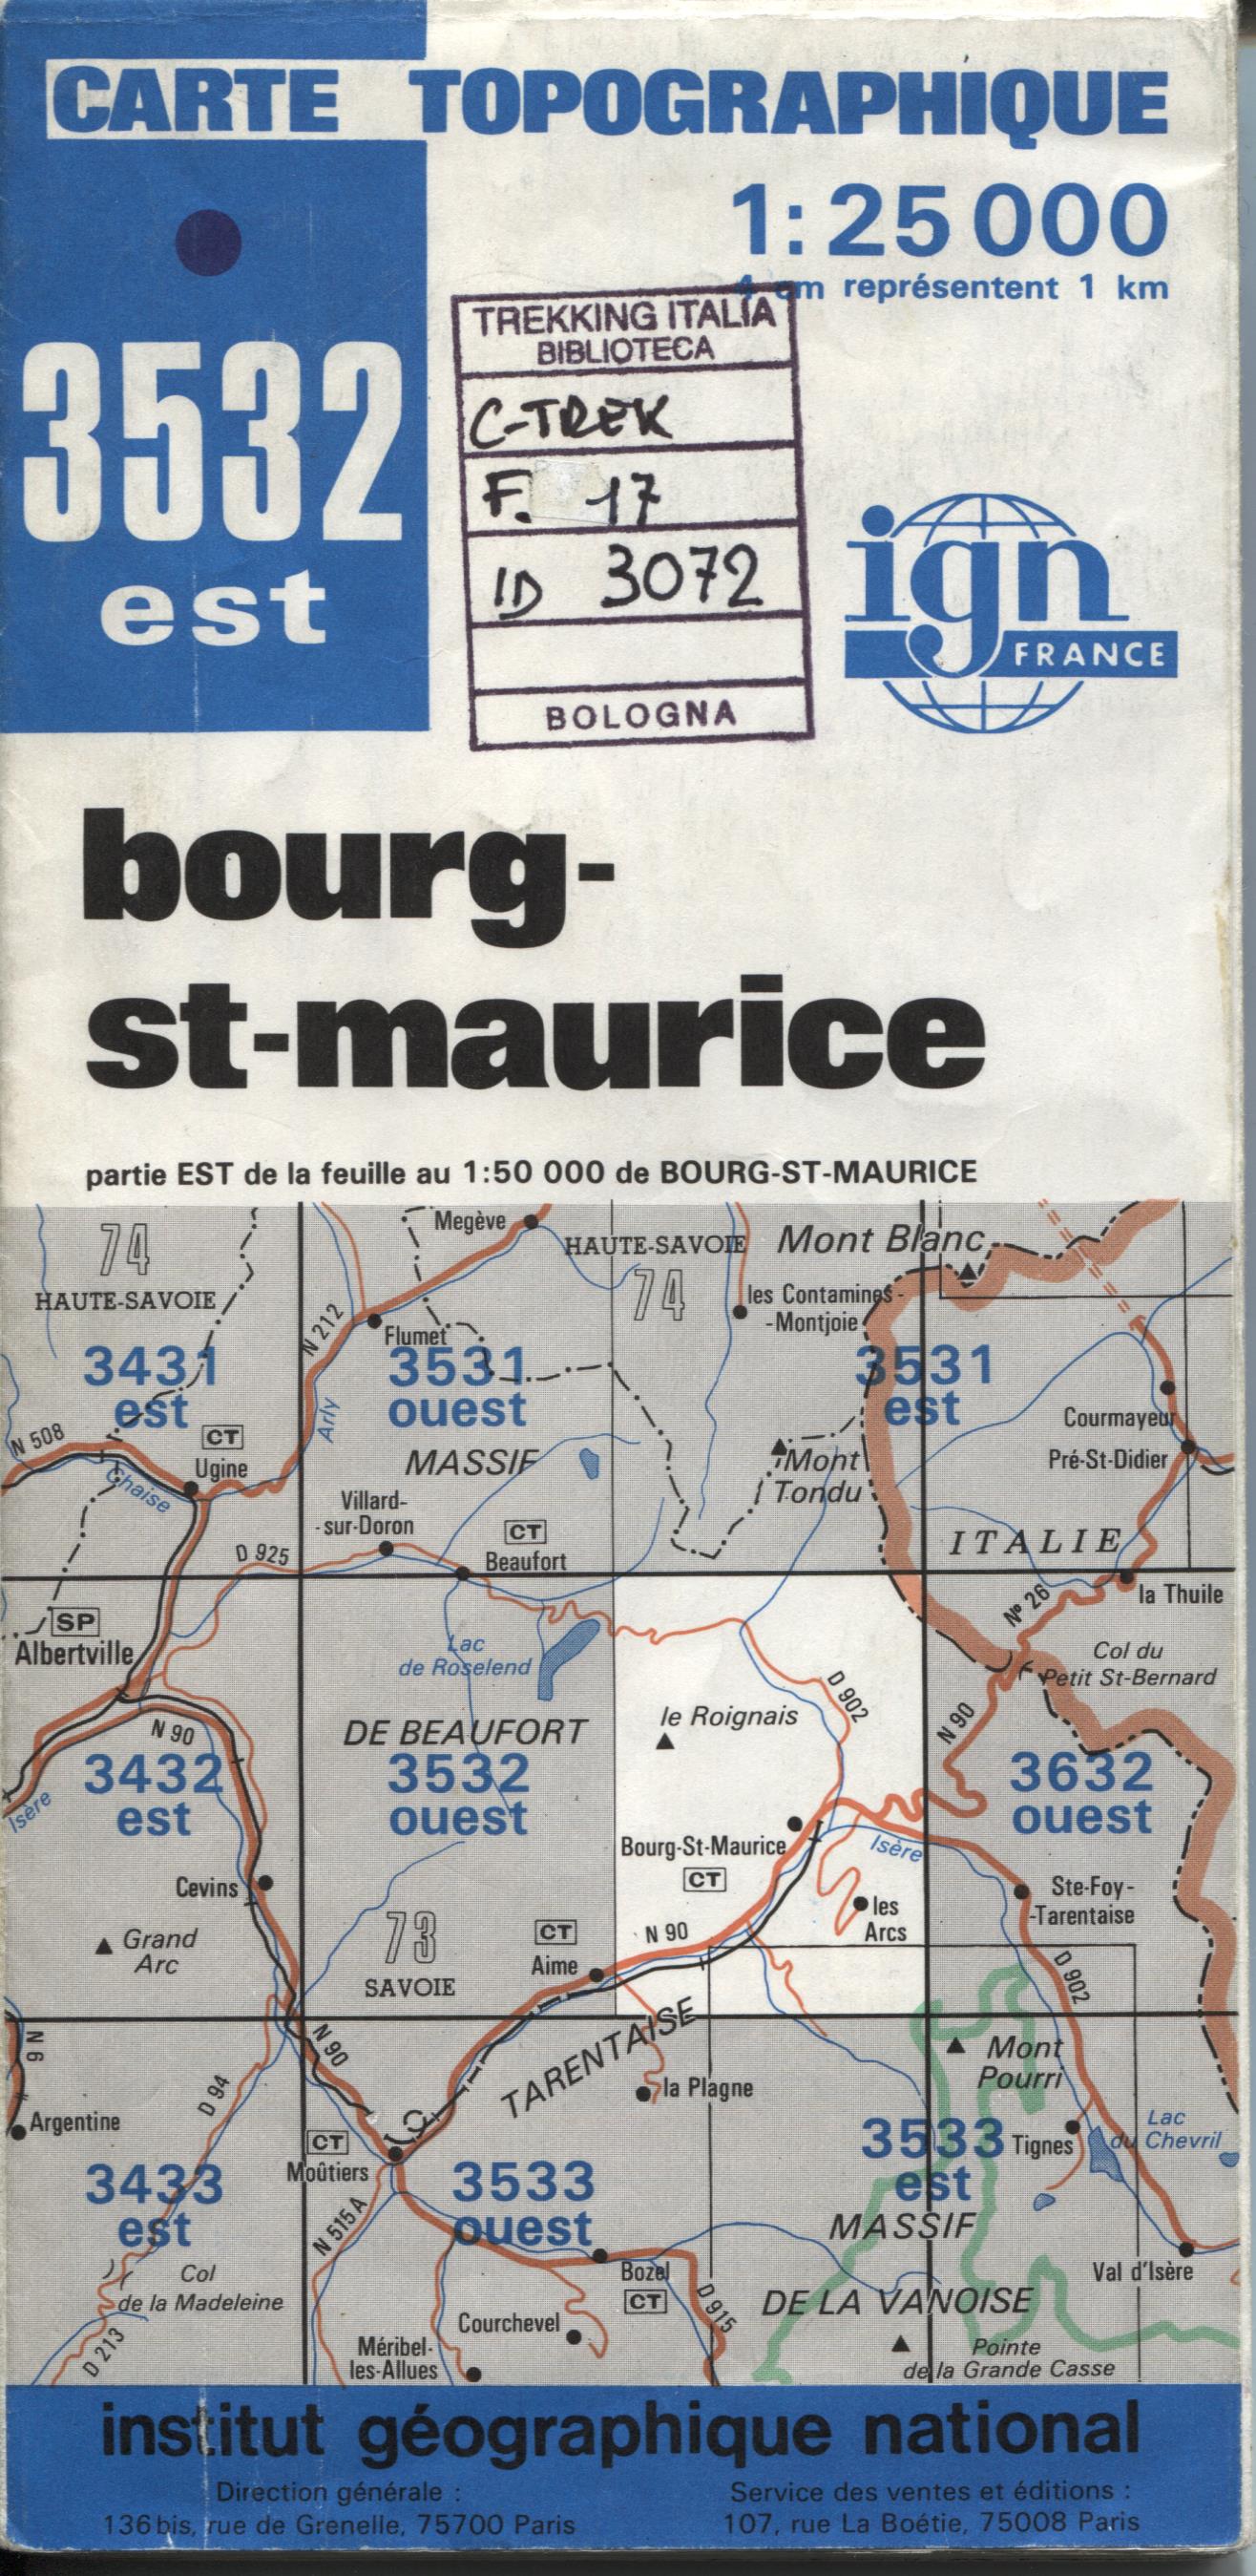 CARTE TOPOGRAPHIQUE
1:25 000
4 cm représentent 1 km
3532
est
TREKKING ITALIA
BIBLIOTECA
C-TREK
F. 17
ID 3072
BOLOGNA
ign
FRANCE
bourg-
st-maurice
partie EST de la feuille au 1:50 000 de BOURG-ST-MAURICE
74
HAUTE-SAVOIE
Megève
HAUTE-SAVOIE
74
Mont Blanc
les Contamines-
-Montjoie
N 212
Flumet
3431
est
3531
ouest
3531
est
Arly
N 508
CT
Ugine
Chaise
MASSIF
Mont
Tondu
Courmayeur
Pré-St-Didier
Villard-
-sur-Doron
CT
Beaufort
D 925
ITALIE
N° 26
la Thuile
SP
Albertville
Lac
de Roselend
Col du
Petit St-Bernard
D 902
le Roignais
N 90
N 90
DE BEAUFORT
3432
est
3532
ouest
3632
ouest
Isère
Bourg-St-Maurice
CT
Isère
Cevins
les
Arcs
Ste-Foy-
-Tarentaise
Grand
Arc
73
SAVOIE
CT
Aime
N 90
D 902
N 6
N 90
TARENTAISE
Mont
Pourri
D 94
la Plagne
Argentine
CT
Moûtiers
3533
est
Tignes
Lac
du Chevril
3433
est
3533
ouest
N 515A
MASSIF
Col
de la Madeleine
Bozel
CT
D 915
Val d'Isère
DE LA VANOISE
D 213
Courchevel
Méribel-
les-Allues
Pointe
de la Grande Casse
institut géographique national
Direction générale :
136 bis, rue de Grenelle, 75700 Paris
Service des ventes et éditions :
107, rue La Boétie, 75008 Paris